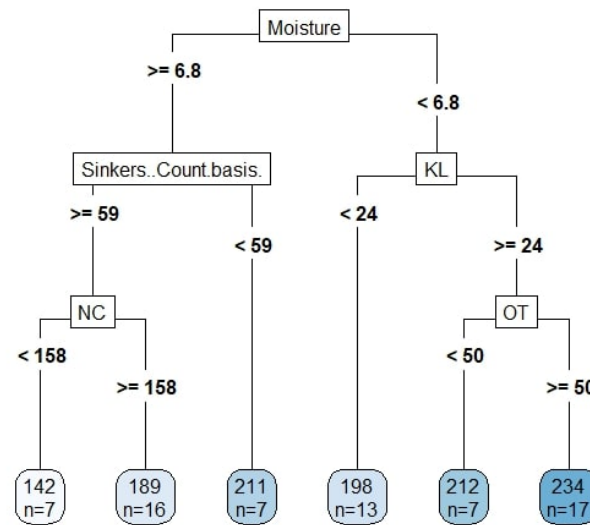 Moisture
>= 6.8
< 6.8
Sinkers..Count.basis.
KL
>= 59
< 59
< 24
>= 24
NC
OT
< 158
>= 158
< 50
>= 50
142
n=7
189
n=16
211
n=7
198
n=13
212
n=7
234
n=17